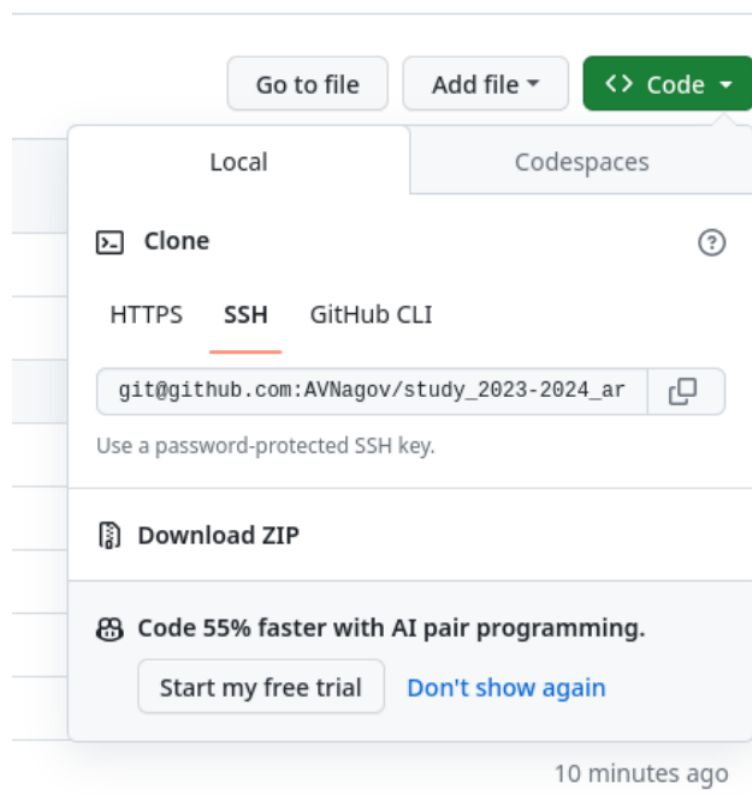 Go to file Add file <> Code
Local Codespaces
Clone
HTTPS SSH GitHub CLI
git@github.com:AVNagov/study_2023-2024_ar
Use a password-protected SSH key.
Download ZIP
Code 55% faster with AI pair programming.
Start my free trial Don't show again
10 minutes ago